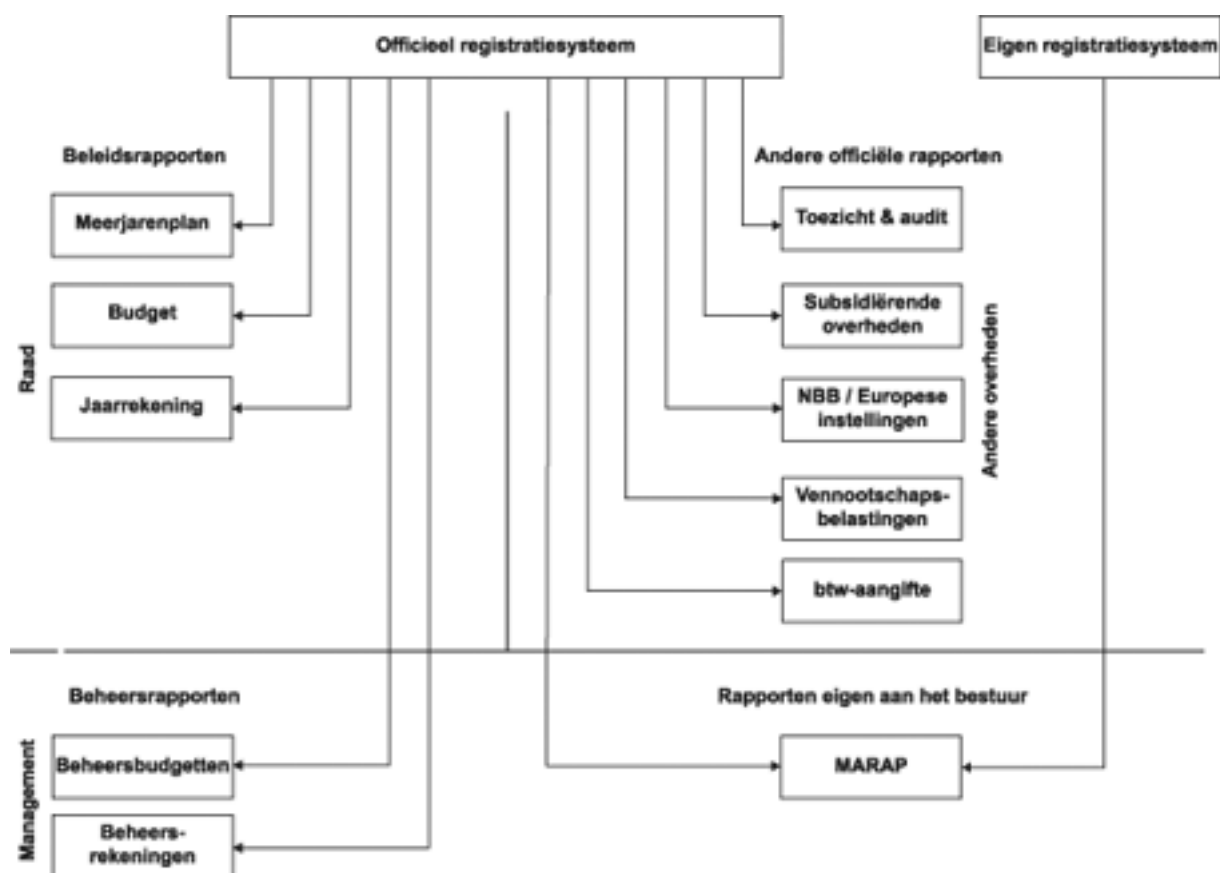 Officieel registratiesysteem
Eigen registratiesysteem
Beleidsrapporten
Andere officiële rapporten
Meerjarenplan
Toezicht & audit
Budget
Subsidiërende
overheden
Raad
Andere overheden
Jaarrekening
NBB / Europese
instellingen
Vennootschaps-
belastingen
btw-aangifte
Beheersrapporten
Rapporten eigen aan het bestuur
Management
Beheersbudgetten
MARAP
Beheers-
rekeningen